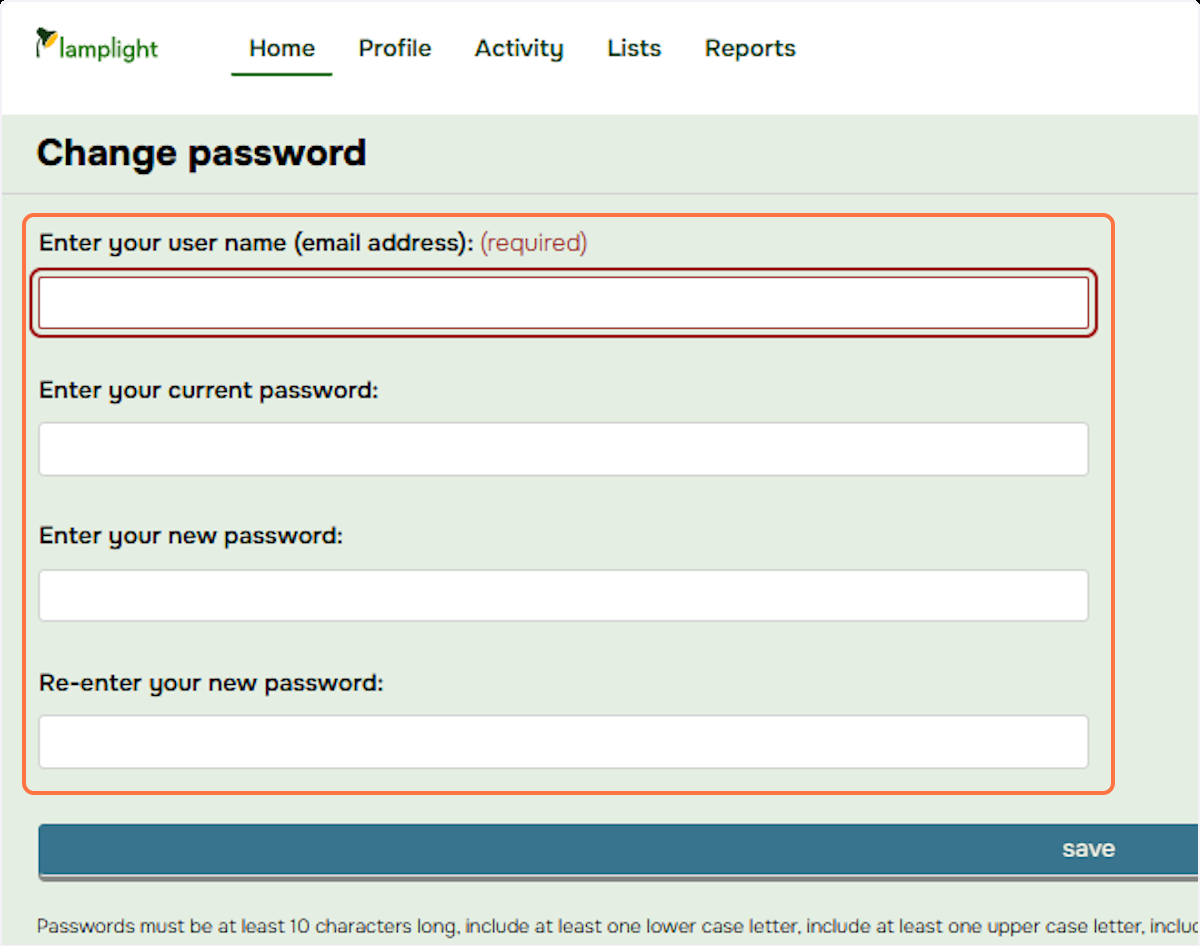 lamplight Home Profile Activity Lists Reports
Change password
Enter your user name (email address): (required)
Enter your current password:
Enter your new password:
Re-enter your new password:
save
Passwords must be at least 10 characters long, include at least one lower case letter, include at least one upper case letter, includ